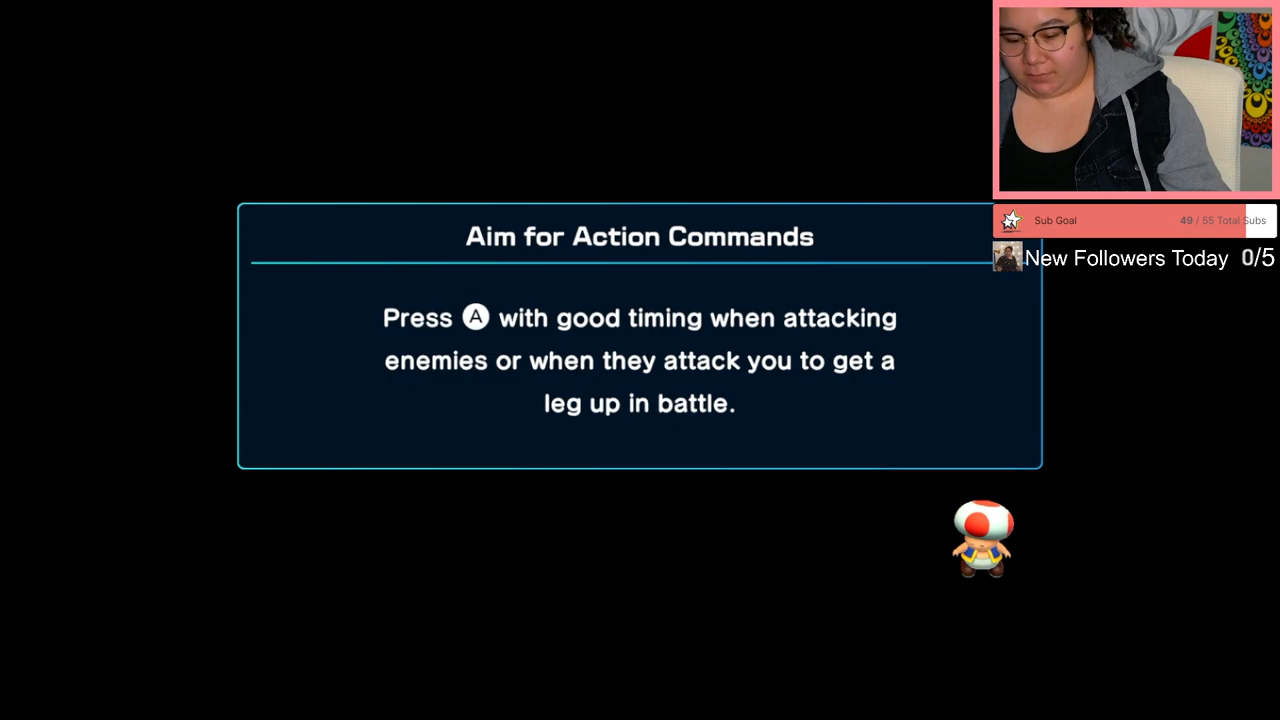 Sub Goal 49 / 55 Total Subs
New Followers Today 0/5
Aim for Action Commands
Press A with good timing when attacking
enemies or when they attack you to get a
leg up in battle.